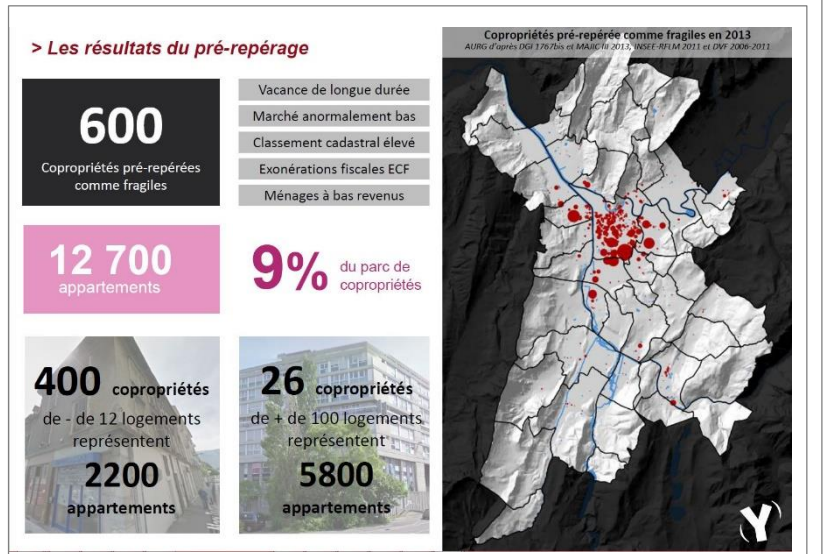 > Les résultats du pré-repérage
600
Copropriétés pré-repérées
comme fragiles
Vacance de longue durée
Marché anormalement bas
Classement cadastral élevé
Exonérations fiscales ECF
Ménages à bas revenus
12 700
appartements
9% du parc de
copropriétés
400 copropriétés
de - de 12 logements
représentent
2200
appartements
26 copropriétés
de + de 100 logements
représentent
5800
appartements
Copropriétés pré-repérée comme fragiles en 2013
AURG d'après DGI 1767bis et MAJIC III 2013, INSEE-RFLM 2011 et DVF 2006-2011
Y